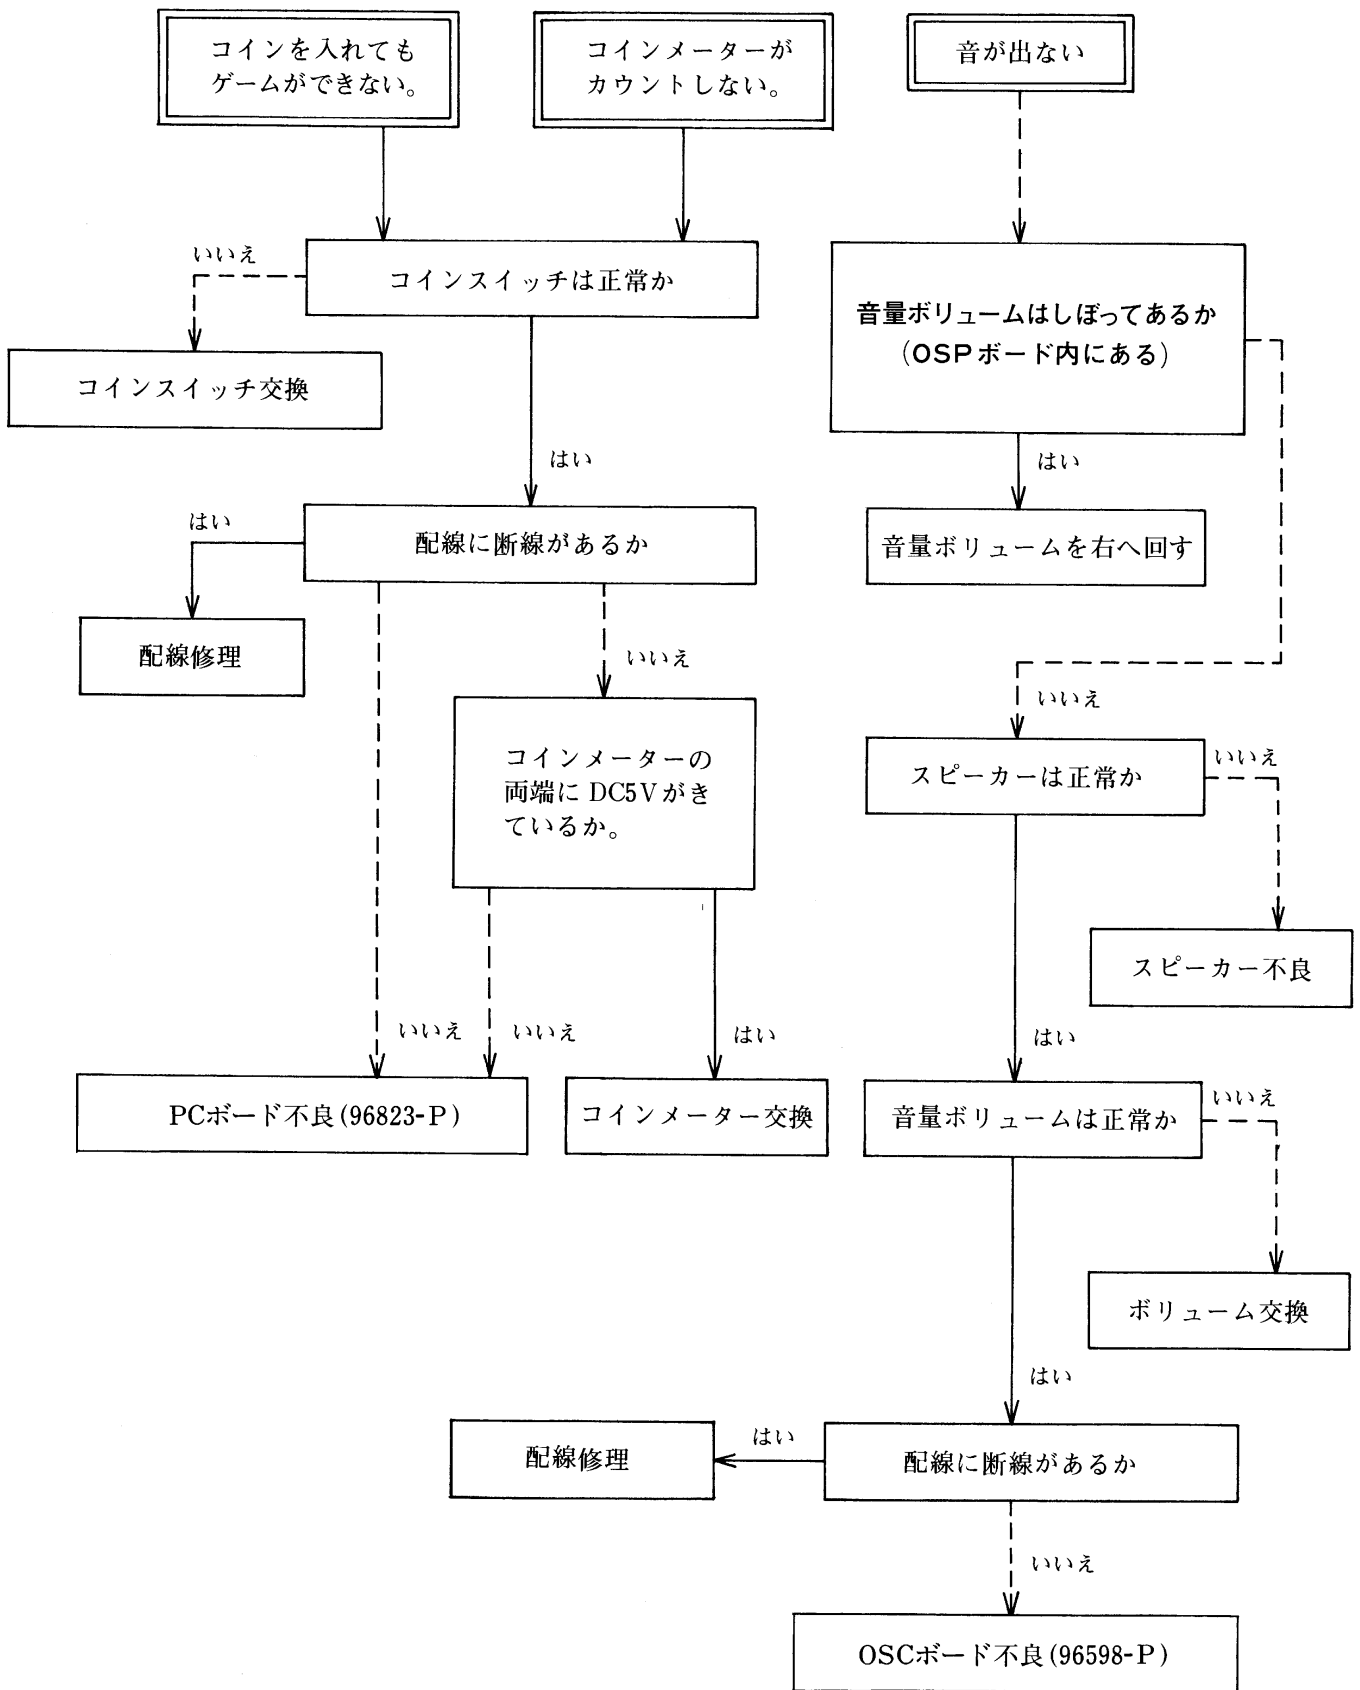 コインを入れても
ゲームができない。
コインメーターが
カウントしない。
音が出ない
いいえ
コインスイッチは正常か
コインスイッチ交換
はい
はい
配線に断線があるか
配線修理
いいえ
コインメーターの
両端にDC5Vがき
ているか。
いいえ
いいえ
はい
PCボード不良(96823-P)
コインメーター交換
音量ボリュームはしぼってあるか
(OSPボード内にある)
はい
音量ボリュームを右へ回す
いいえ
スピーカーは正常か
いいえ
スピーカー不良
はい
音量ボリュームは正常か
いいえ
ボリューム交換
はい
配線修理
はい
配線に断線があるか
いいえ
OSCボード不良(96598-P)